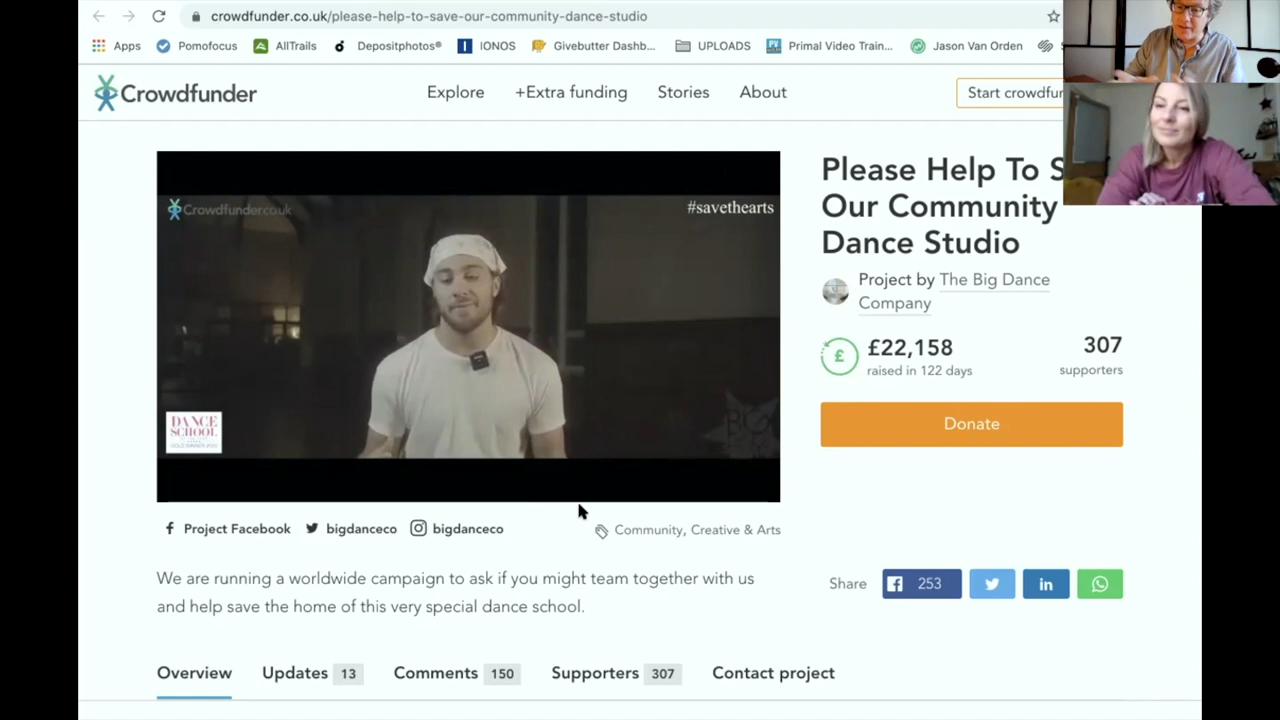 crowdfunder.co.uk/please-help-to-save-our-community-dance-studio
Apps Pomofocus AllTrails Depositphotos® IONOS Givebutter Dashb... UPLOADS Primal Video Train... Jason Van Orden
Crowdfunder Explore +Extra funding Stories About Start crowdfun
Crowdfunder.co.uk #savethearts
DANCE
SCHOOL
Please Help To S
Our Community
Dance Studio
Project by The Big Dance
Company
£22,158 307
raised in 122 days supporters
Donate
Project Facebook bigdanceco bigdanceco Community, Creative & Arts
We are running a worldwide campaign to ask if you might team together with us
and help save the home of this very special dance school.
Share 253
Overview Updates 13 Comments 150 Supporters 307 Contact project